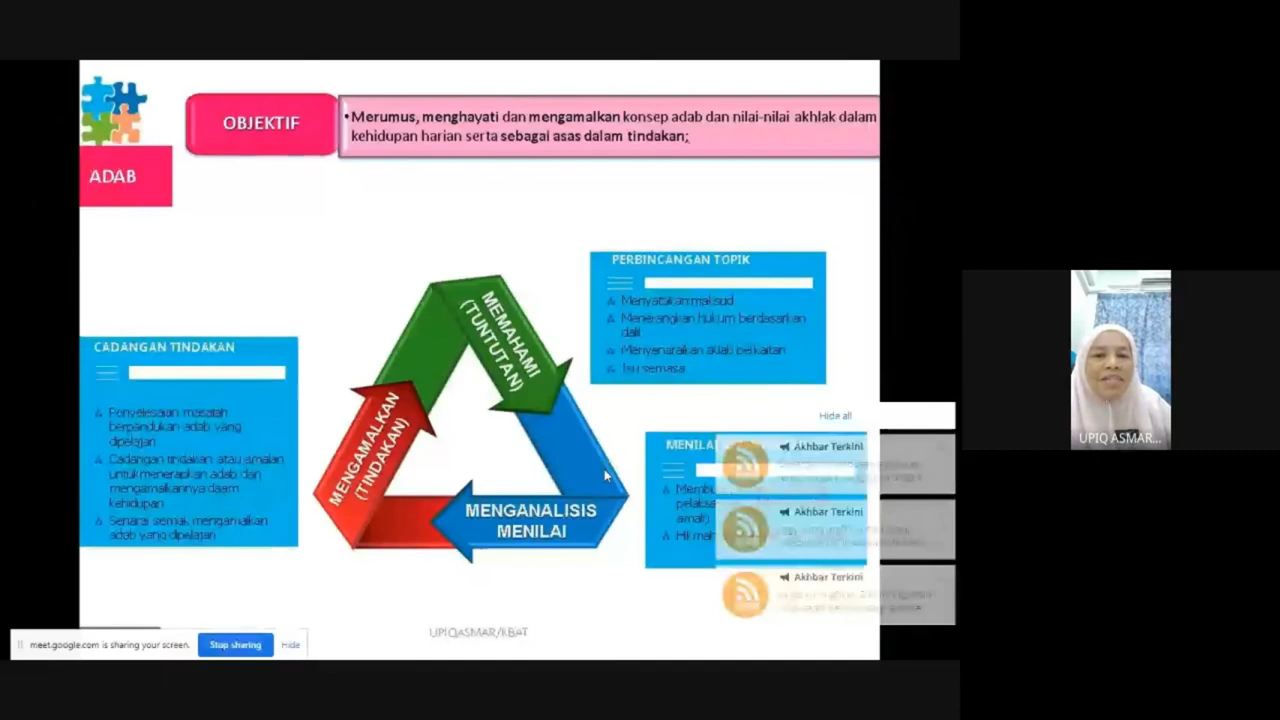 OBJEKTIF
•Merumus, menghayati dan mengamalkan konsep adab dan nilai-nilai akhlak dalam
kehidupan harian serta sebagai asas dalam tindakan;
ADAB
PERBINCANGAN TOPIK
Menyatakan maksud
Menerangkan hukum berdasarkan
dalil
Menyenaraikan adab berkaitan
Isu semasa
MEMAHAMI
(TUNTUTAN)
CADANGAN TINDAKAN
Penyelesaian masalah
berpandukan adab yang
dipelajari
Cadangan tindakan atau amalan
untuk menerapkan adab dan
mengamalkannya dalam
kehidupan
Senarai semak mengamalkan
adab yang dipelajari
MENGAMALKAN
(TINDAKAN)
MENGANALISIS
MENILAI
Hide all
MENILAI
Akhbar Terkini
Akhbar Terkini
Akhbar Terkini
UPIQ ASMAR...
UPIQASMAR/KBAT
meet.google.com is sharing your screen.
Stop sharing
Hide